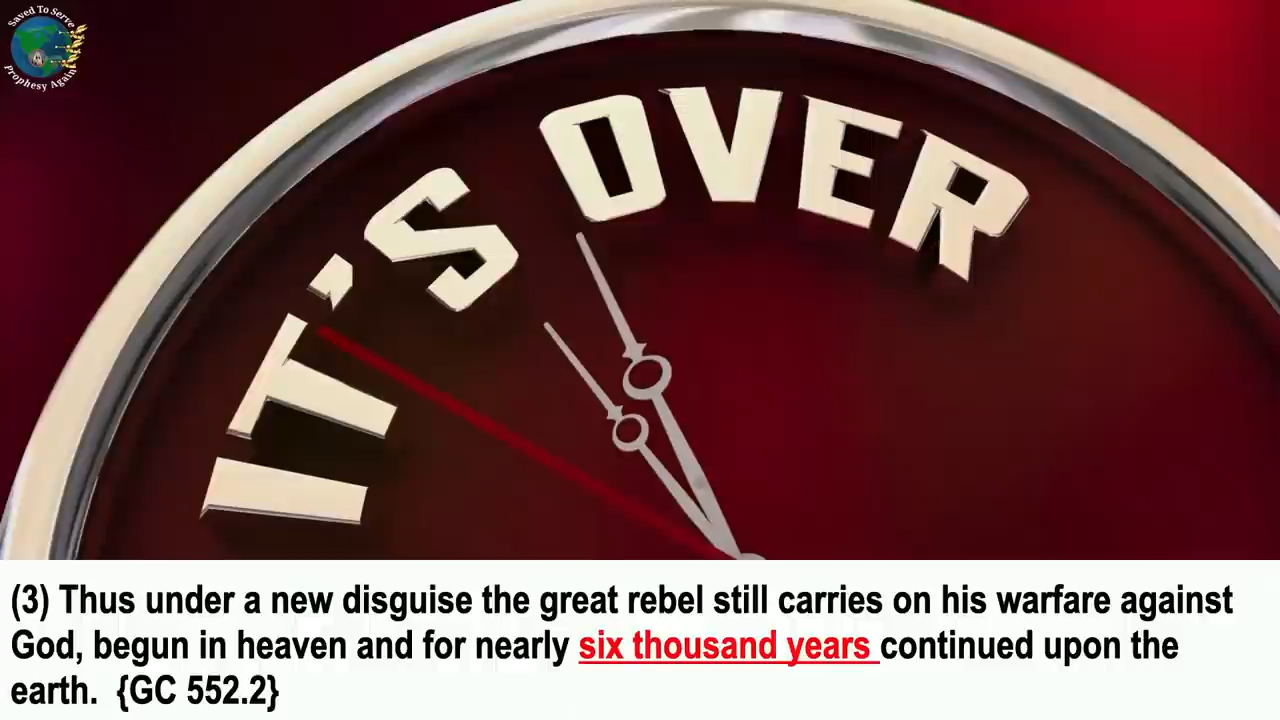 Saved To Serve
Prophesy Again
IT'S OVER
(3) Thus under a new disguise the great rebel still carries on his warfare against
God, begun in heaven and for nearly six thousand years continued upon the
earth. {GC 552.2}